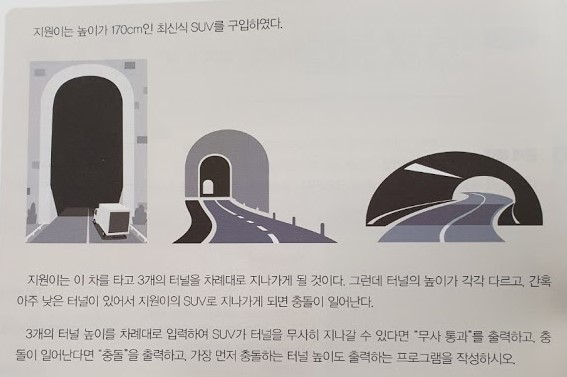 지원이는 높이가 170cm인 최신식 SUV를 구입하였다.
지원이는 이 차를 타고 3개의 터널을 차례대로 지나가게 될 것이다. 그런데 터널의 높이가 각각 다르고, 간혹
아주 낮은 터널이 있어서 지원이의 SUV로 지나가게 되면 충돌이 일어난다.
3개의 터널 높이를 차례대로 입력하여 SUV가 터널을 무사히 지나갈 수 있다면 "무사 통과"를 출력하고, 충
돌이 일어난다면 "충돌"을 출력하고, 가장 먼저 충돌하는 터널 높이도 출력하는 프로그램을 작성하시오.